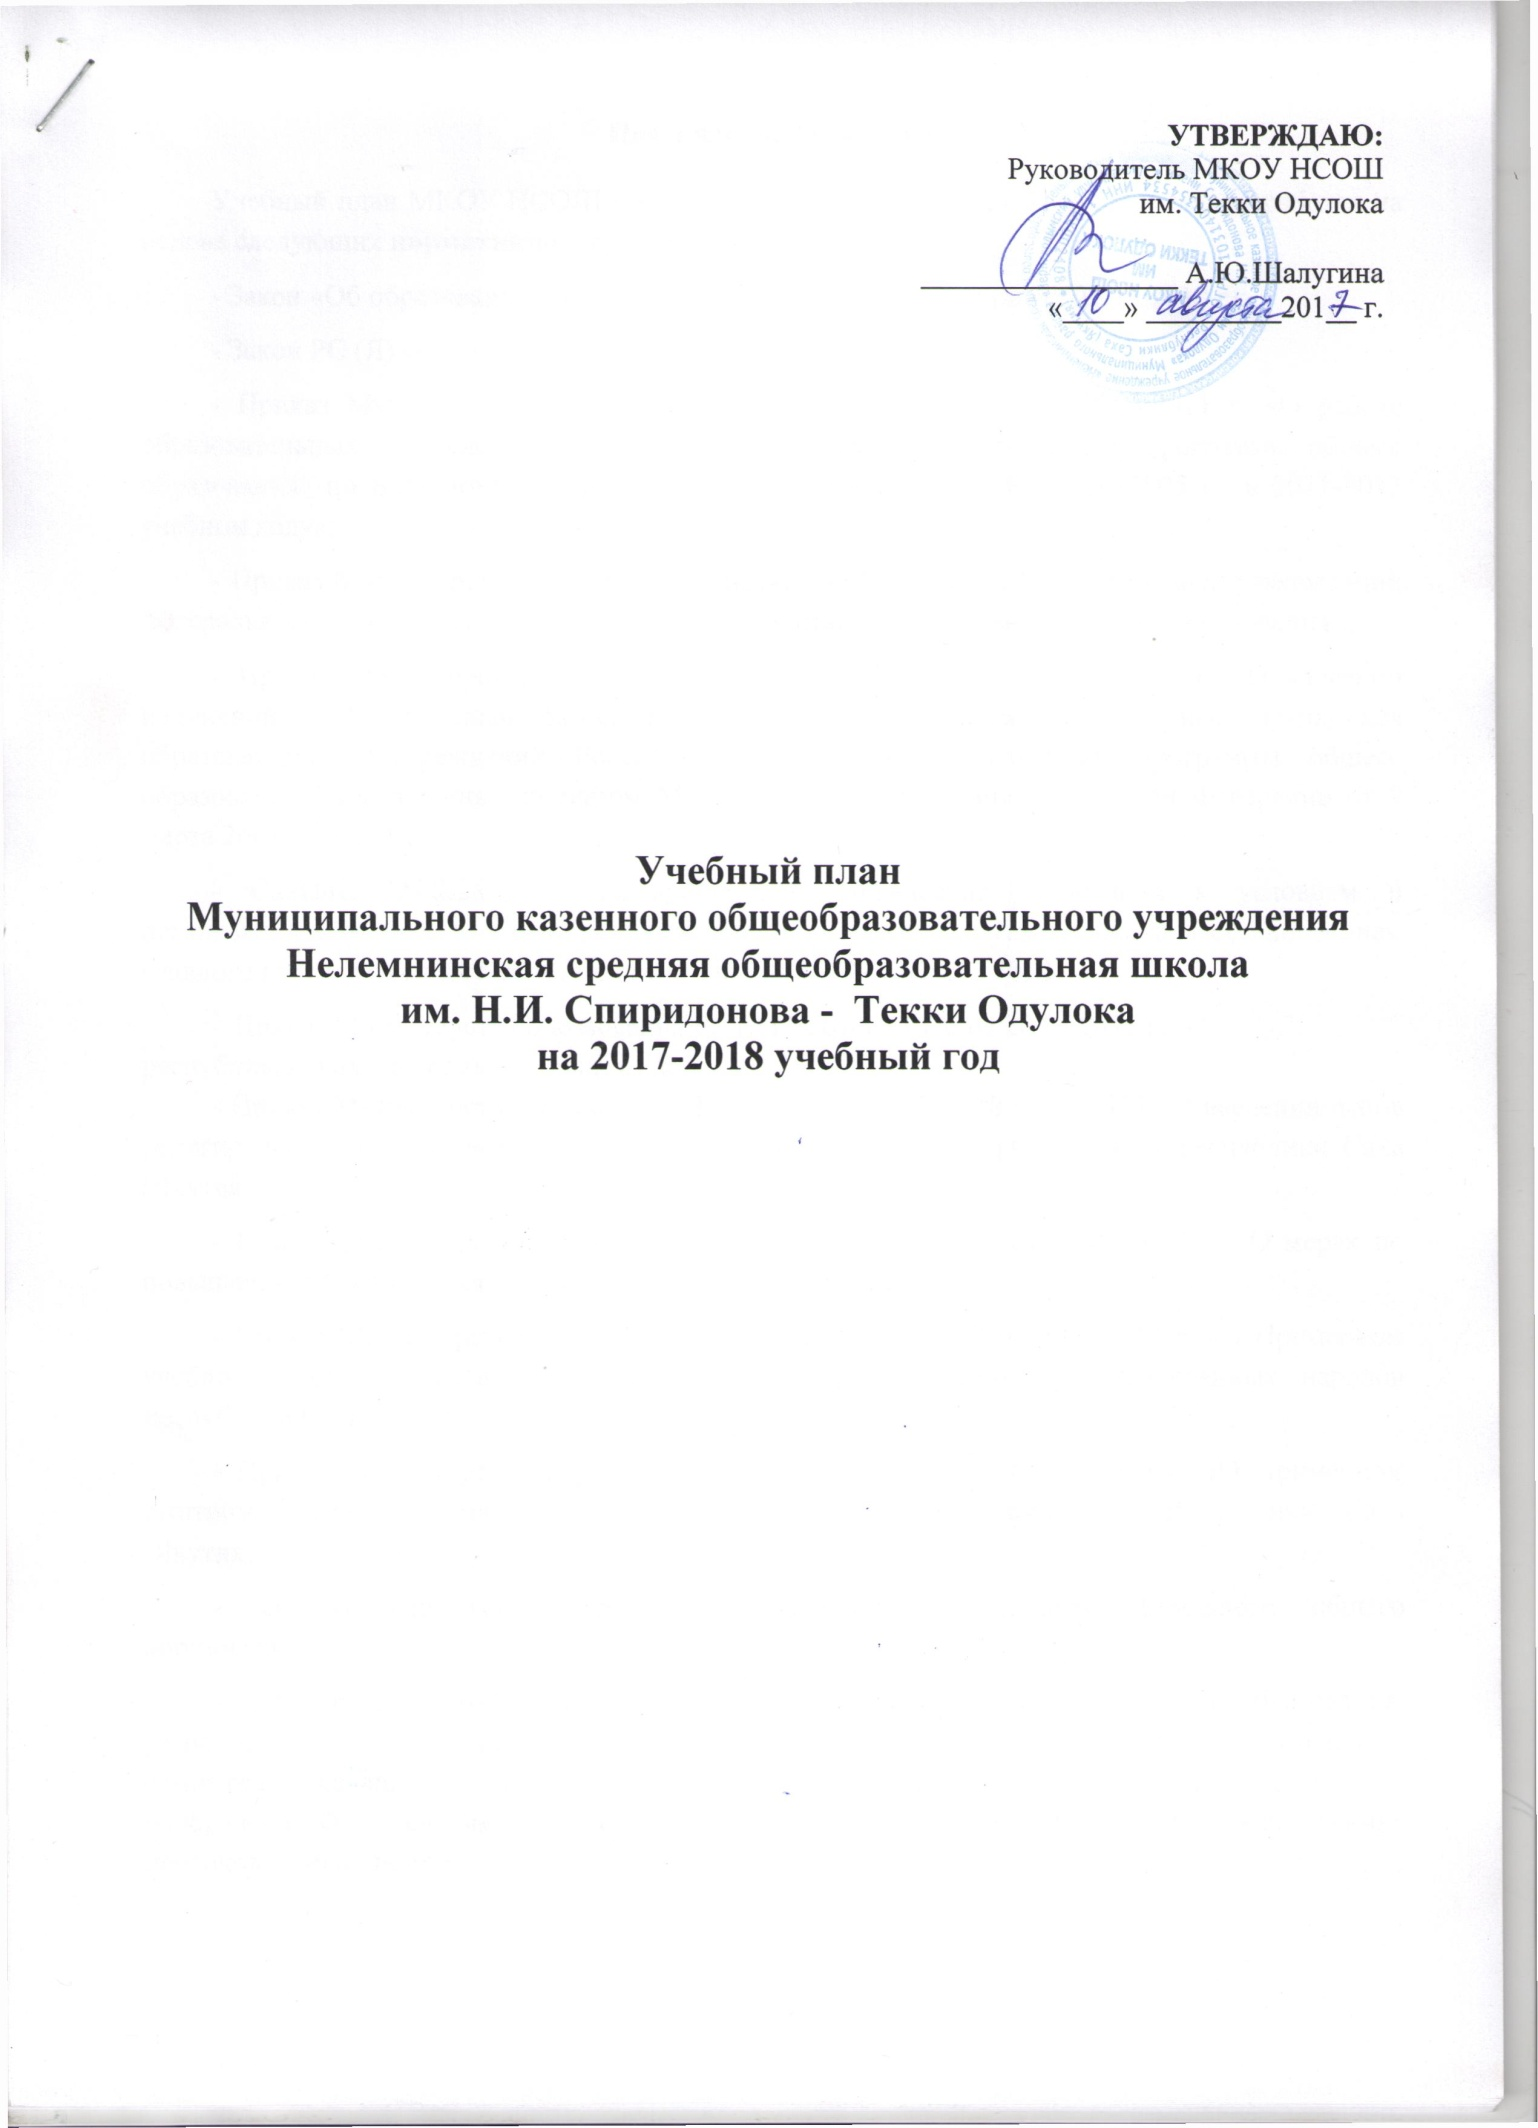 УТВЕРЖДАЮ:
Руководитель МКОУ НСОШ
им. Текки Одулока
А.Ю.Шалугина
«10» августа 2017 г.
Учебный план
Муниципального казенного общеобразовательного учреждения
Нелемнинская средняя общеобразовательная школа
им. Н.И. Спиридонова - Текки Одулока
на 2017-2018 учебный год